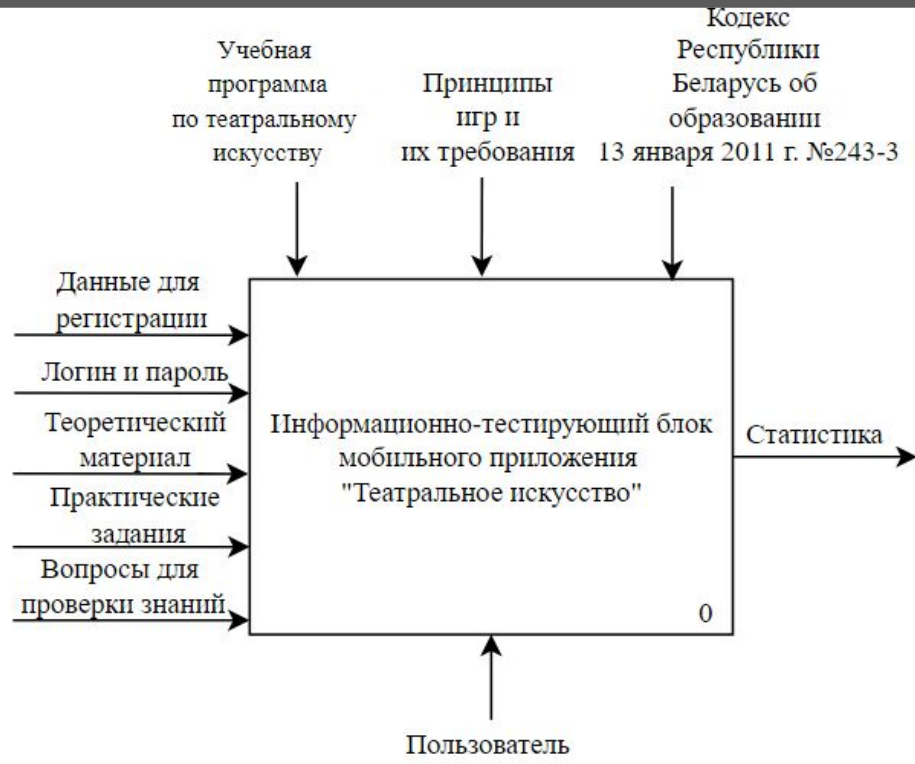 Учебная
программа
по театральному
искусству
Принципы
игр и
их требования
Кодекс
Республики
Беларусь об
образовании
13 января 2011 г. №243-3
Данные для
регистрации
Логин и пароль
Теоретический
материал
Практические
задания
Вопросы для
проверки знаний
Информационно-тестирующий блок
мобильного приложения
"Театральное искусство"
0
Статистика
Пользователь